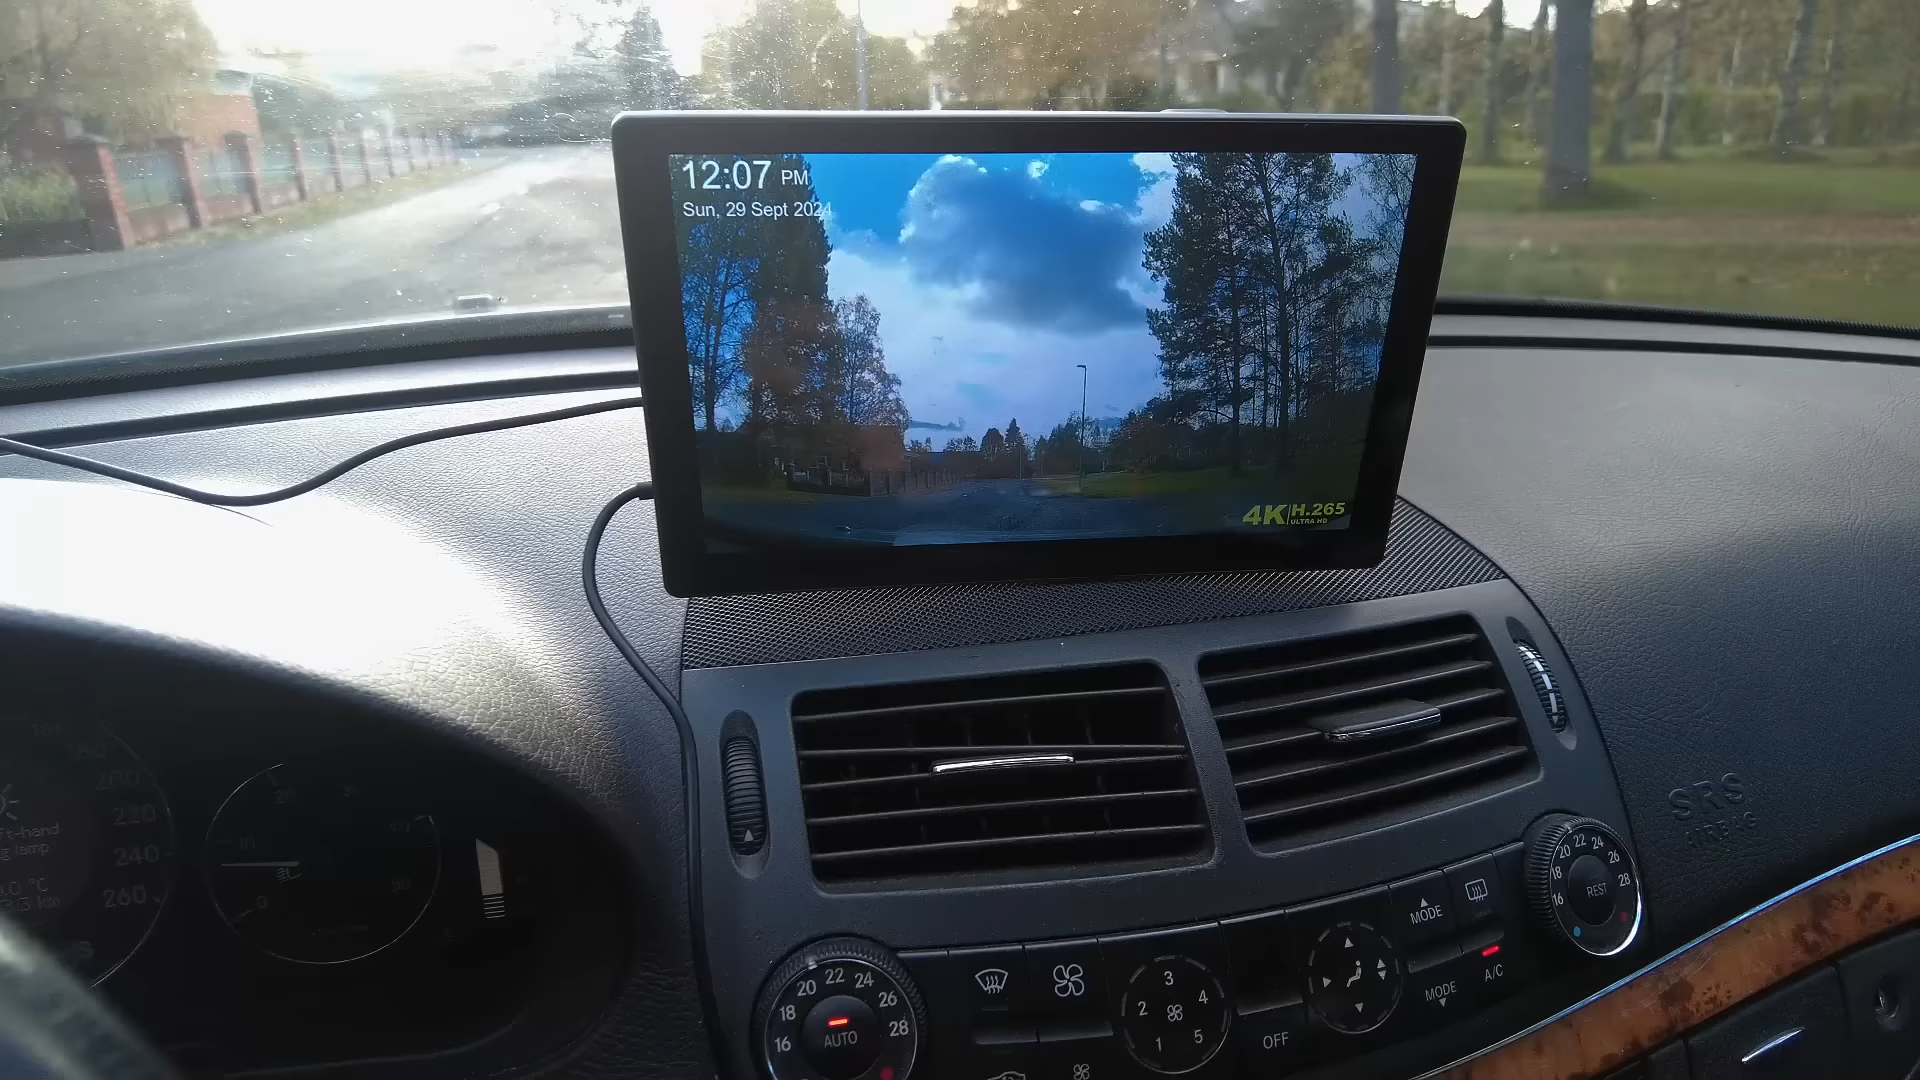 12:07 PM
Sun, 29 Sept 2024
4K H.265
ULTRA HD
SRS
AIRBAG
220
240
260
16 18 20 22 24 26 28
REST
MODE
A/C
MODE
16 18 20 22 24 26 28
AUTO
1 2 3 4 5
OFF